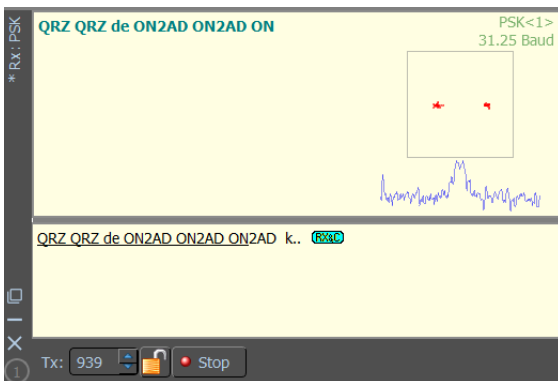 * Rx: PSK
QRZ QRZ de ON2AD ON2AD ON
PSK<1>
31.25 Baud
QRZ QRZ de ON2AD ON2AD ON2AD  k.. RX&C
1
Tx: 939 Stop